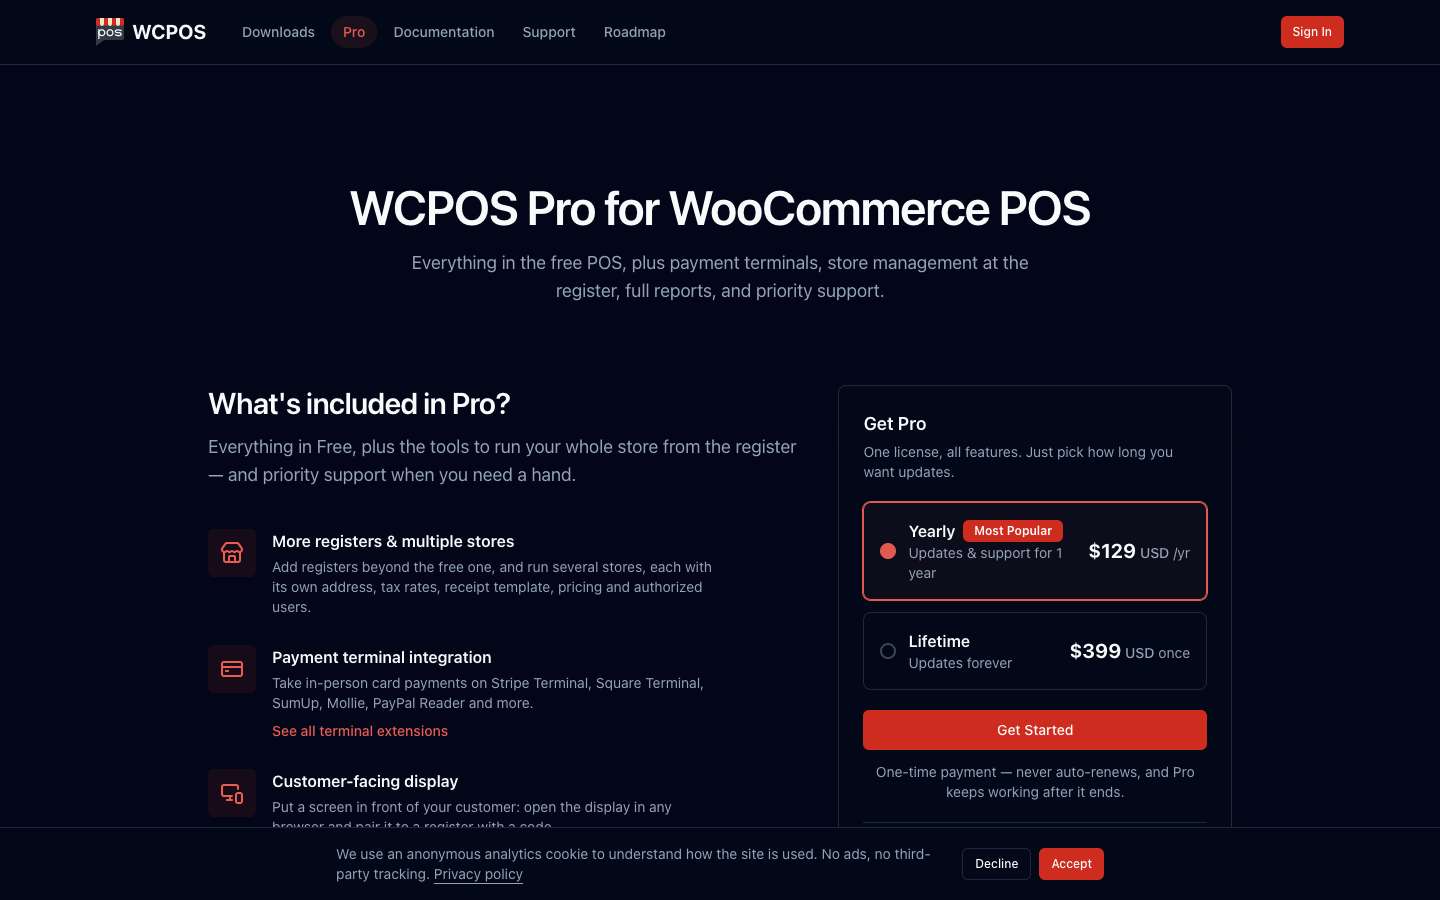 pos WCPOS Downloads Pro Documentation Support Roadmap Sign In
WCPOS Pro for WooCommerce POS
Everything in the free POS, plus payment terminals, store management at the
register, full reports, and priority support.
What's included in Pro?
Everything in Free, plus the tools to run your whole store from the register
— and priority support when you need a hand.
More registers & multiple stores
Add registers beyond the free one, and run several stores, each with
its own address, tax rates, receipt template, pricing and authorized
users.
Payment terminal integration
Take in-person card payments on Stripe Terminal, Square Terminal,
SumUp, Mollie, PayPal Reader and more.
See all terminal extensions
Customer-facing display
Put a screen in front of your customer: open the display in any
browser and pair it to a register with a code.
Get Pro
One license, all features. Just pick how long you
want updates.
Yearly Most Popular
Updates & support for 1
year
$129 USD /yr
Lifetime
Updates forever
$399 USD once
Get Started
One-time payment — never auto-renews, and Pro
keeps working after it ends.
We use an anonymous analytics cookie to understand how the site is used. No ads, no third-
party tracking. Privacy policy
Decline Accept